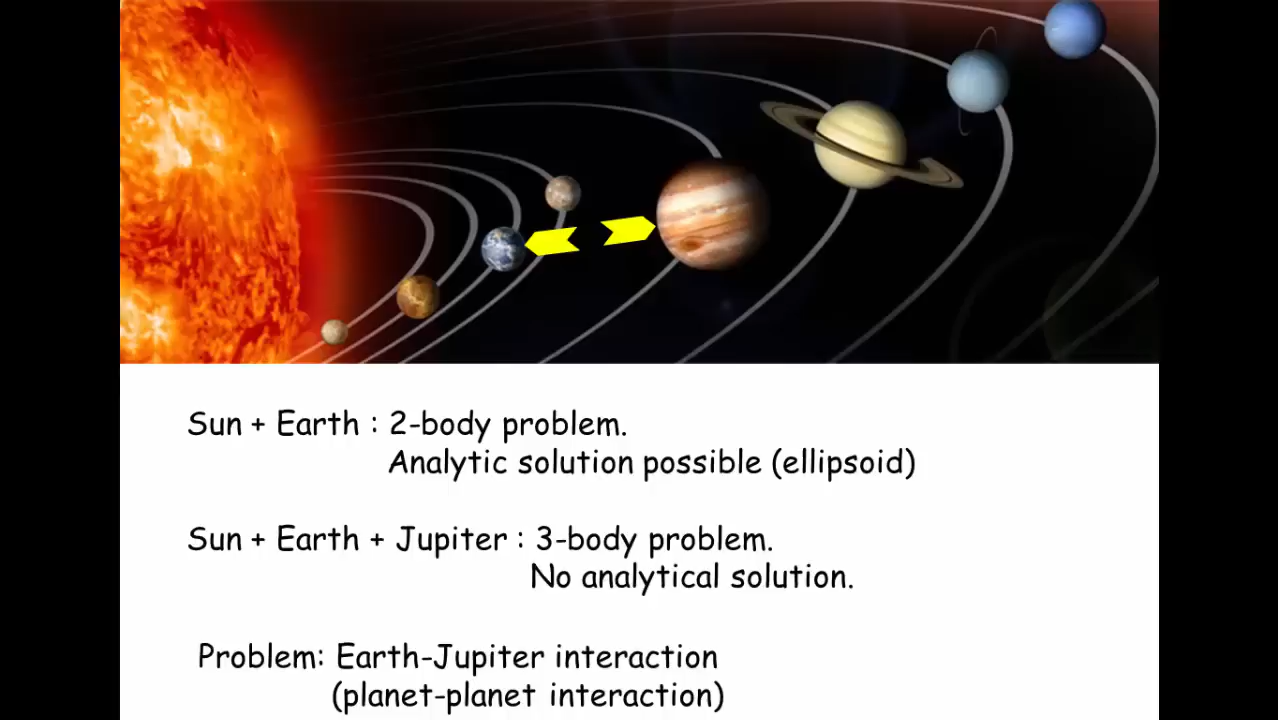 Sun + Earth : 2-body problem.
Analytic solution possible (ellipsoid)
Sun + Earth + Jupiter : 3-body problem.
No analytical solution.
Problem: Earth-Jupiter interaction
(planet-planet interaction)